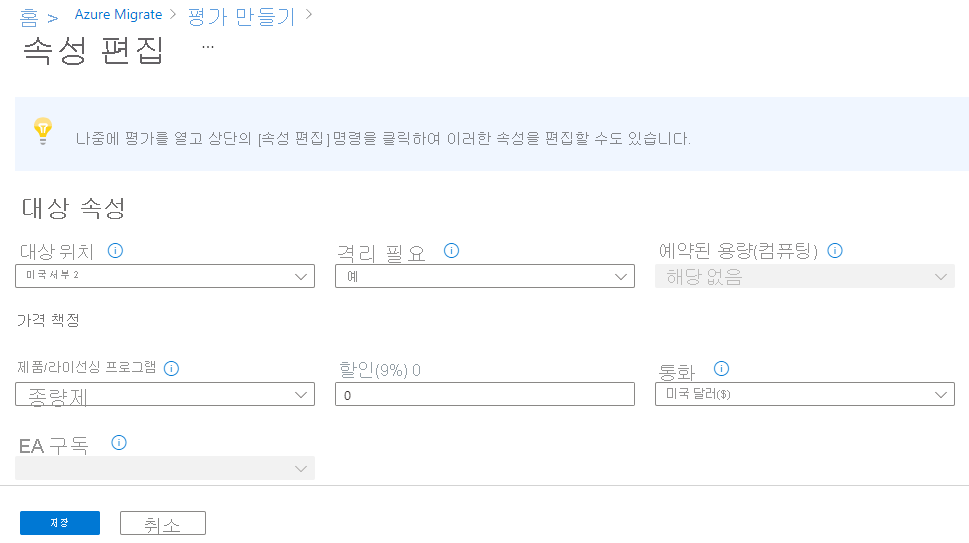 홈 > Azure Migrate > 평가 만들기 >
속성 편집 ...
나중에 평가를 열고 상단의 [속성 편집]명령을 클릭하여 이러한 속성을 편집할 수도 있습니다.
대상 속성
대상 위치 격리 필요 예약된 용량(컴퓨팅)
미국 서부 2 예 해당 없음
가격 책정
제품/라이선싱 프로그램 할인(9%) 0 통화
종량제 0 미국 달러($)
EA 구독
저장 취소